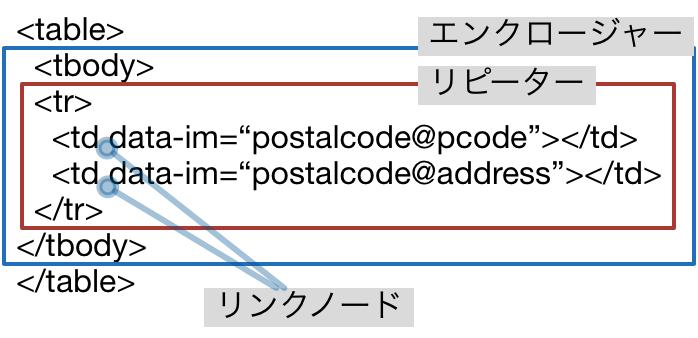 <table>
エンクロージャー
<tbody>
リピーター
<tr>
<td data-im=“postalcode@pcode”></td>
<td data-im=“postalcode@address”></td>
</tr>
</tbody>
</table>
リンクノード